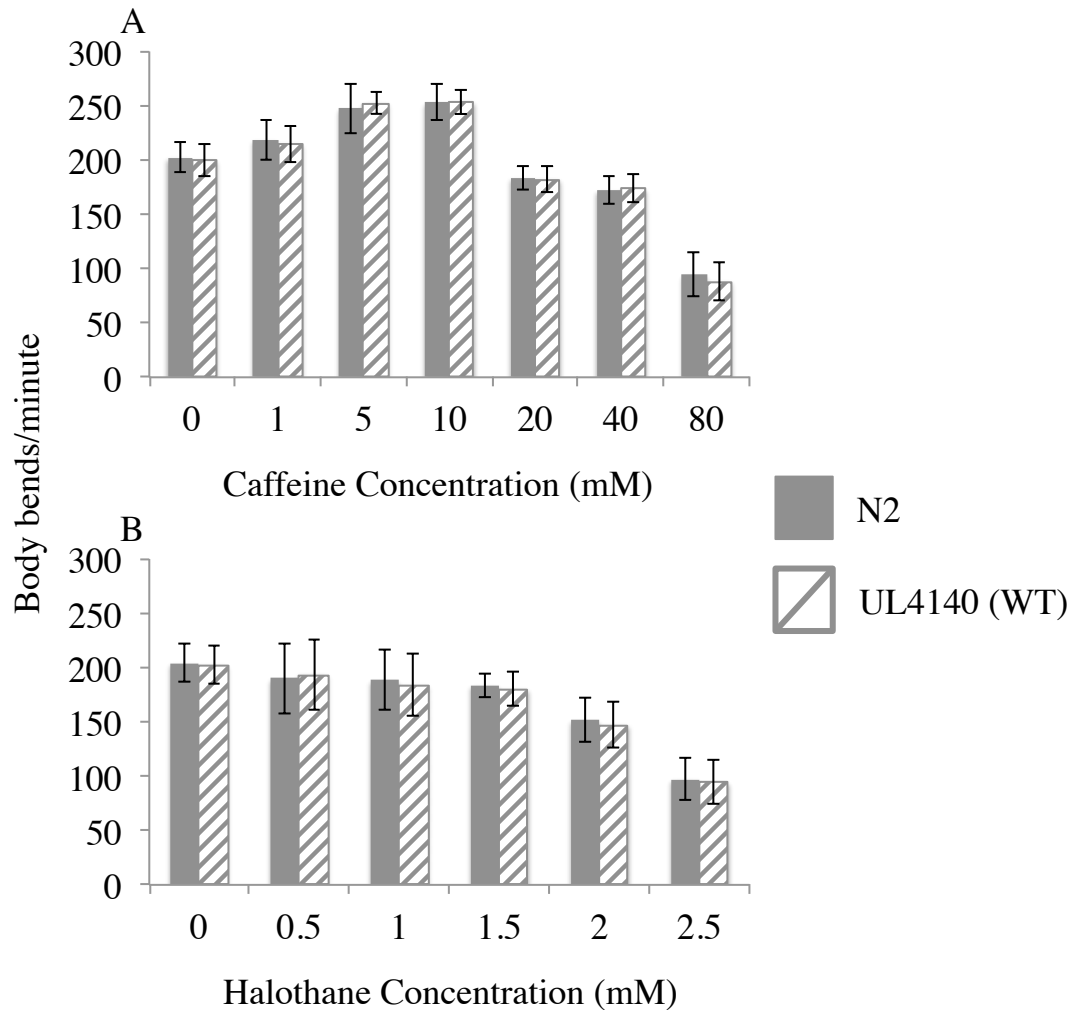 A
300
250
200
150
100
50
0
0 1 5 10 20 40 80
Caffeine Concentration (mM)
Body bends/minute
B
300
250
200
150
100
50
0
0 0.5 1 1.5 2 2.5
Halothane Concentration (mM)
N2
UL4140 (WT)